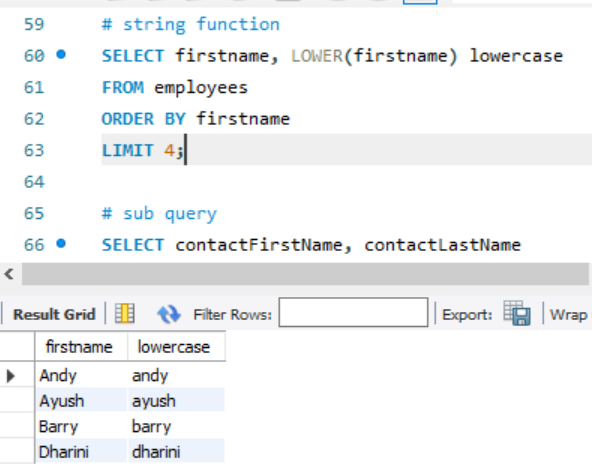 59 # string function
60 SELECT firstname, LOWER(firstname) lowercase
61 FROM employees
62 ORDER BY firstname
63 LIMIT 4;
64
65 # sub query
66 SELECT contactFirstName, contactLastName
Result Grid Filter Rows: Export: Wrap
firstname lowercase
Andy andy
Ayush ayush
Barry barry
Dharini dharini